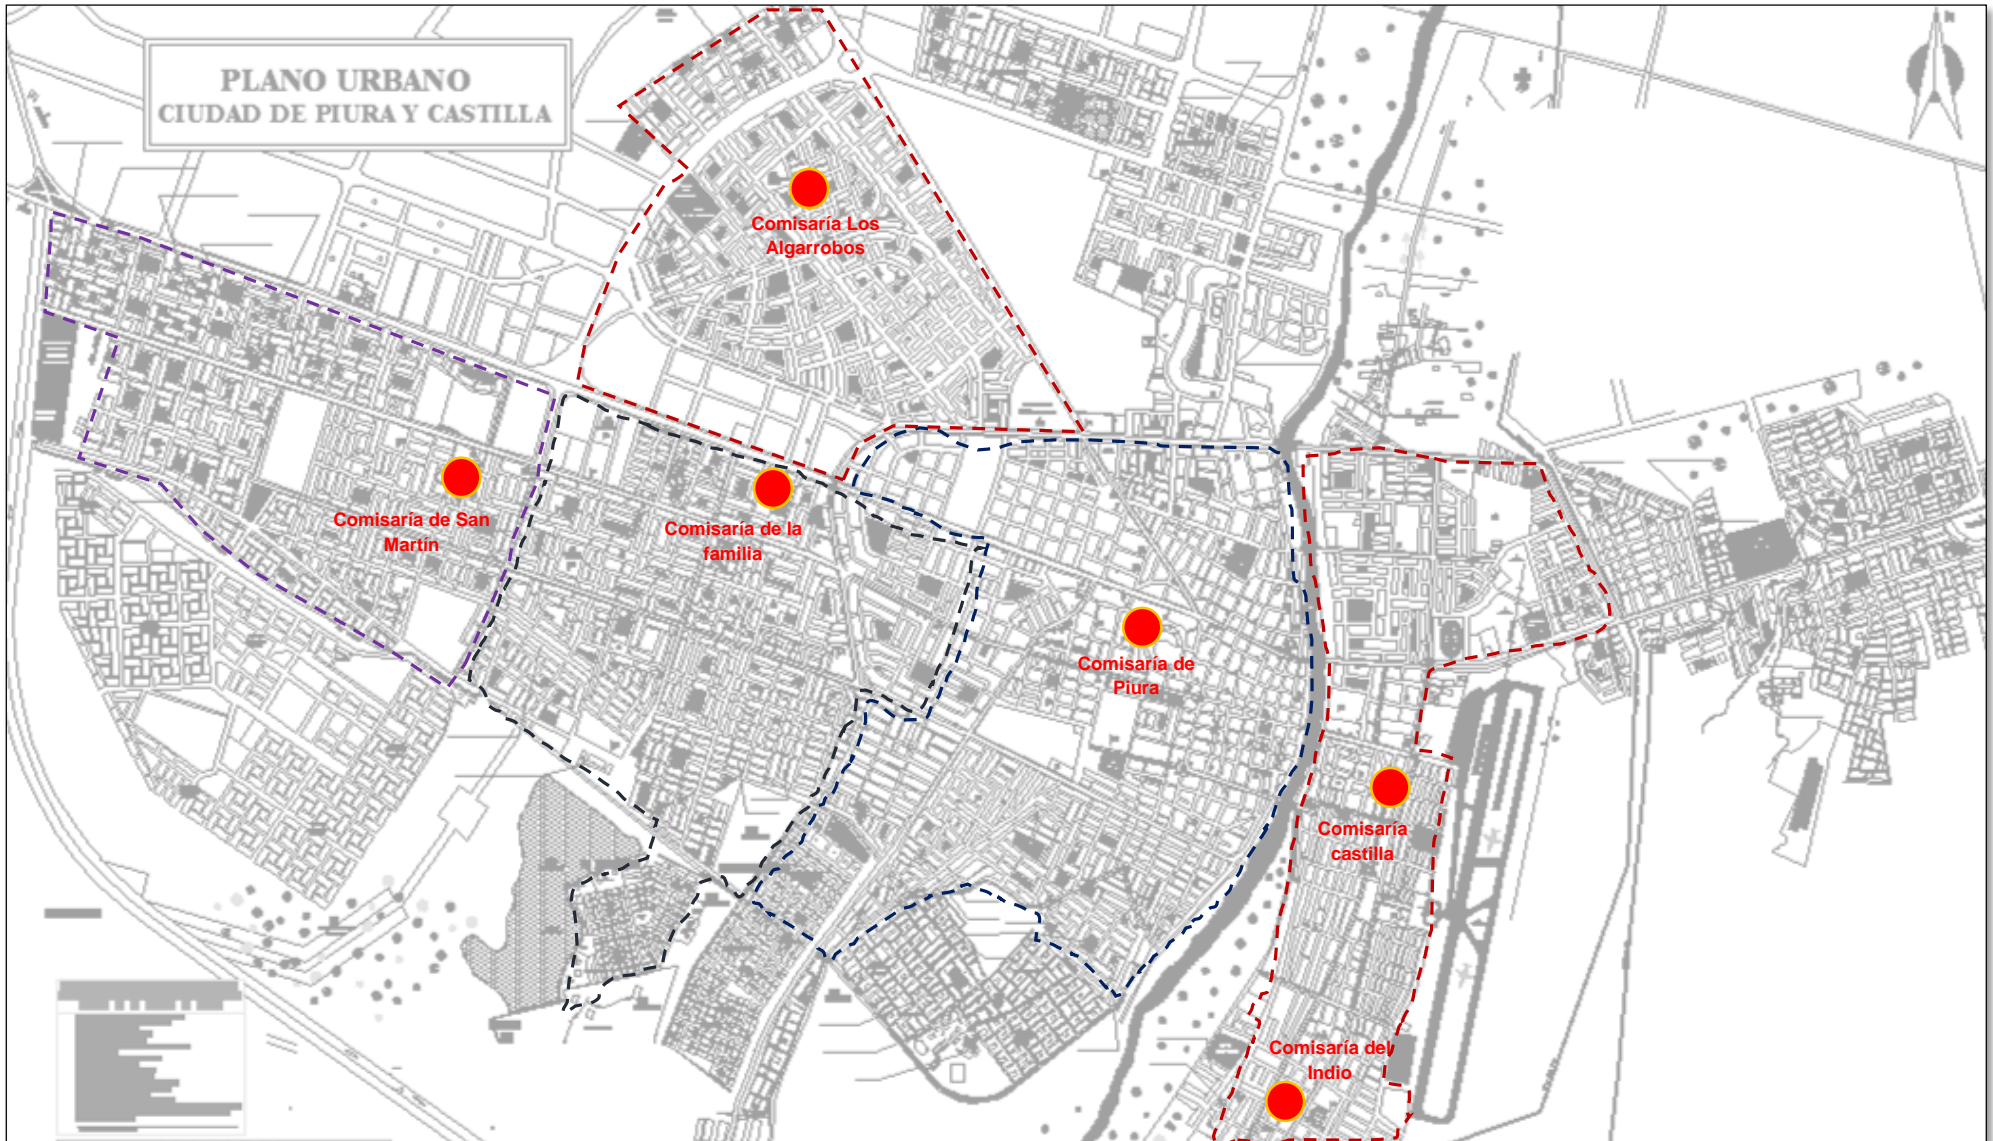 PLANO URBANO
CIUDAD DE PIURA Y CASTILLA
Comisaría Los
Algarrobos
Comisaría de San
Martín
Comisaría de la
familia
Comisaría de
Piura
Comisaría
castilla
Comisaría del
Indio